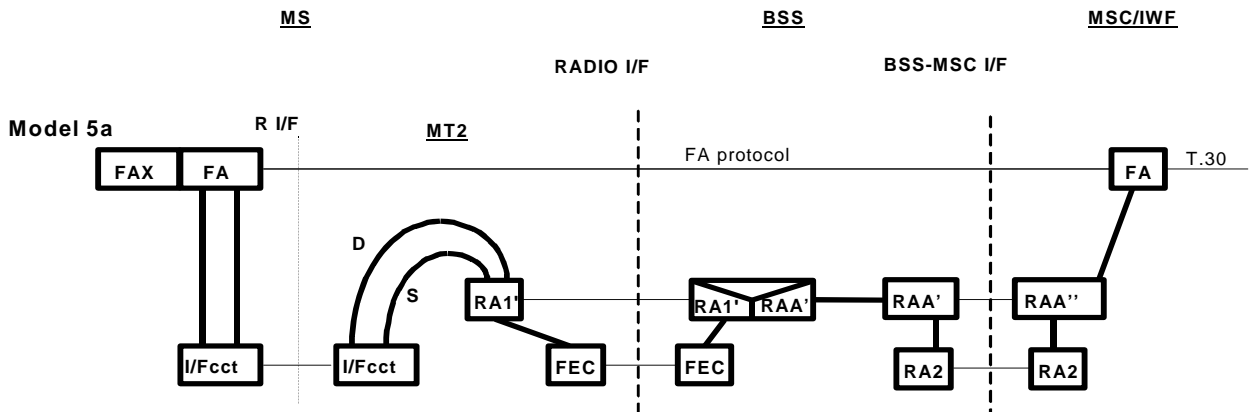 MS
BSS
MSC/IWF
RADIO I/F
BSS-MSC I/F
Model 5a
R I/F
MT2
FAX
FA
FA protocol
FA
T.30
D
S
RA1'
RA1'
RAA'
RAA'
RAA''
I/Fcct
I/Fcct
FEC
FEC
RA2
RA2